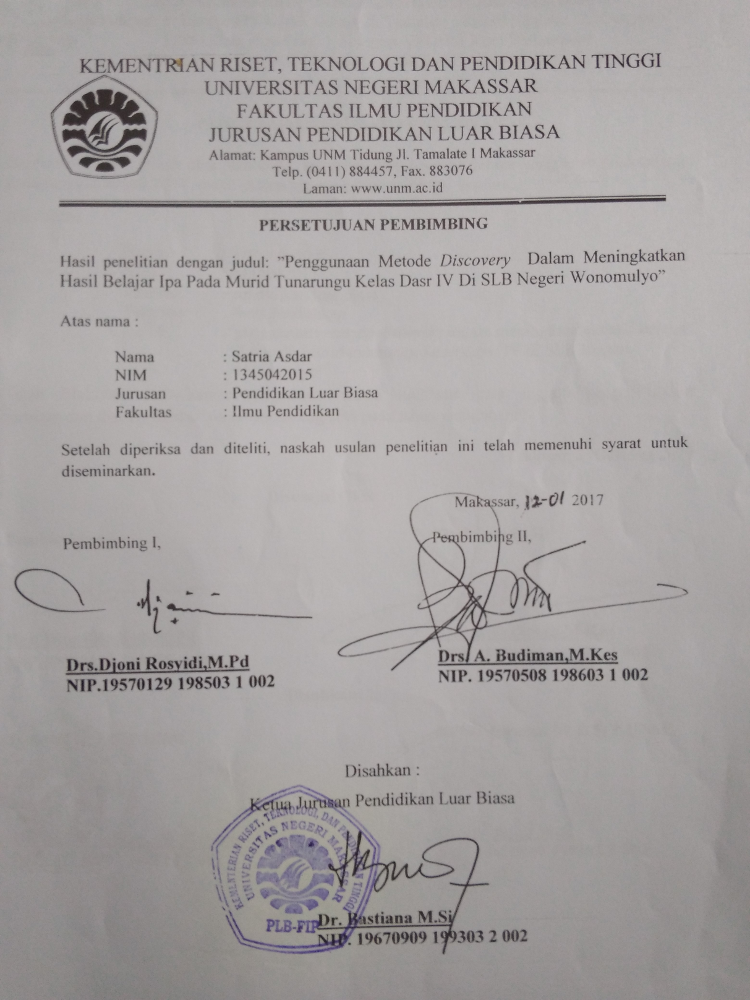 KEMENTRIAN RISET, TEKNOLOGI DAN PENDIDIKAN TINGGI
UNIVERSITAS NEGERI MAKASSAR
FAKULTAS ILMU PENDIDIKAN
JURUSAN PENDIDIKAN LUAR BIASA
Alamat: Kampus UNM Tidung Jl. Tamalate I Makassar
Telp. (0411) 884457, Fax. 883076
Laman: www.unm.ac.id
PERSETUJUAN PEMBIMBING
Hasil penelitian dengan judul: ”Penggunaan Metode Discovery Dalam Meningkatkan
Hasil Belajar Ipa Pada Murid Tunarungu Kelas Dasr IV Di SLB Negeri Wonomulyo”
Atas nama :
Nama : Satria Asdar
NIM : 1345042015
Jurusan : Pendidikan Luar Biasa
Fakultas : Ilmu Pendidikan
Setelah diperiksa dan diteliti, naskah usulan penelitian ini telah memenuhi syarat untuk
diseminarkan.
Makassar, 12-01 2017
Pembimbing I, Pembimbing II,
Drs.Djoni Rosyidi,M.Pd Drs. A. Budiman,M.Kes
NIP.19570129 198503 1 002 NIP. 19570508 198603 1 002
Disahkan :
Ketua Jurusan Pendidikan Luar Biasa
KEMENTERIAN RISET, TEKNOLOGI, DAN PENDIDIKAN TINGGI
UNIVERSITAS NEGERI MAKASSAR
PLB-FIP
Dr. Bastiana M.Si
NIP. 19670909 199303 2 002